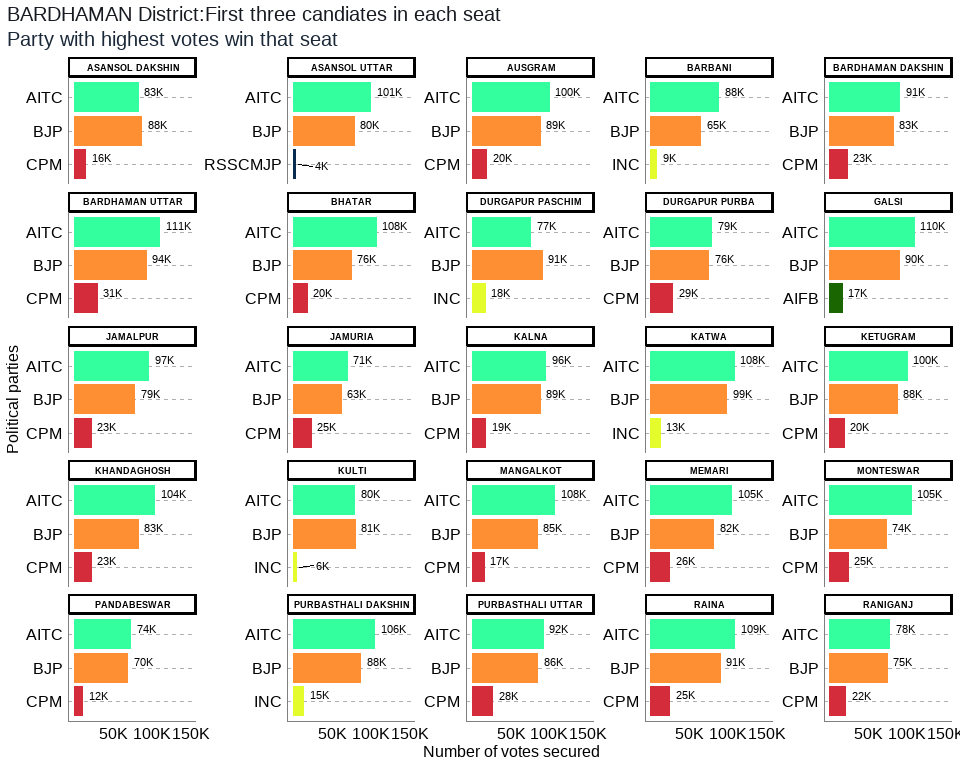 BARDHAMAN District:First three candiates in each seat
Party with highest votes win that seat
ASANSOL DAKSHIN
AITC 83K
BJP 88K
CPM 16K
ASANSOL UTTAR
AITC 101K
BJP 80K
RSSCMJP 4K
AUSGRAM
AITC 100K
BJP 89K
CPM 20K
BARBANI
AITC 88K
BJP 65K
INC 9K
BARDHAMAN DAKSHIN
AITC 91K
BJP 83K
CPM 23K
BARDHAMAN UTTAR
AITC 111K
BJP 94K
CPM 31K
BHATAR
AITC 108K
BJP 76K
CPM 20K
DURGAPUR PASCHIM
AITC 77K
BJP 91K
INC 18K
DURGAPUR PURBA
AITC 79K
BJP 76K
CPM 29K
GALSI
AITC 110K
BJP 90K
AIFB 17K
JAMALPUR
AITC 97K
BJP 79K
CPM 23K
JAMURIA
AITC 71K
BJP 63K
CPM 25K
KALNA
AITC 96K
BJP 89K
CPM 19K
KATWA
AITC 108K
BJP 99K
INC 13K
KETUGRAM
AITC 100K
BJP 88K
CPM 20K
KHANDAGHOSH
AITC 104K
BJP 83K
CPM 23K
KULTI
AITC 80K
BJP 81K
INC 6K
MANGALKOT
AITC 108K
BJP 85K
CPM 17K
MEMARI
AITC 105K
BJP 82K
CPM 26K
MONTESWAR
AITC 105K
BJP 74K
CPM 25K
PANDABESWAR
AITC 74K
BJP 70K
CPM 12K
PURBASTHALI DAKSHIN
AITC 106K
BJP 88K
INC 15K
PURBASTHALI UTTAR
AITC 92K
BJP 86K
CPM 28K
RAINA
AITC 109K
BJP 91K
CPM 25K
RANIGANJ
AITC 78K
BJP 75K
CPM 22K
50K 100K 150K 50K 100K 150K 50K 100K 150K 50K 100K 150K 50K 100K 150K
Number of votes secured
Political parties